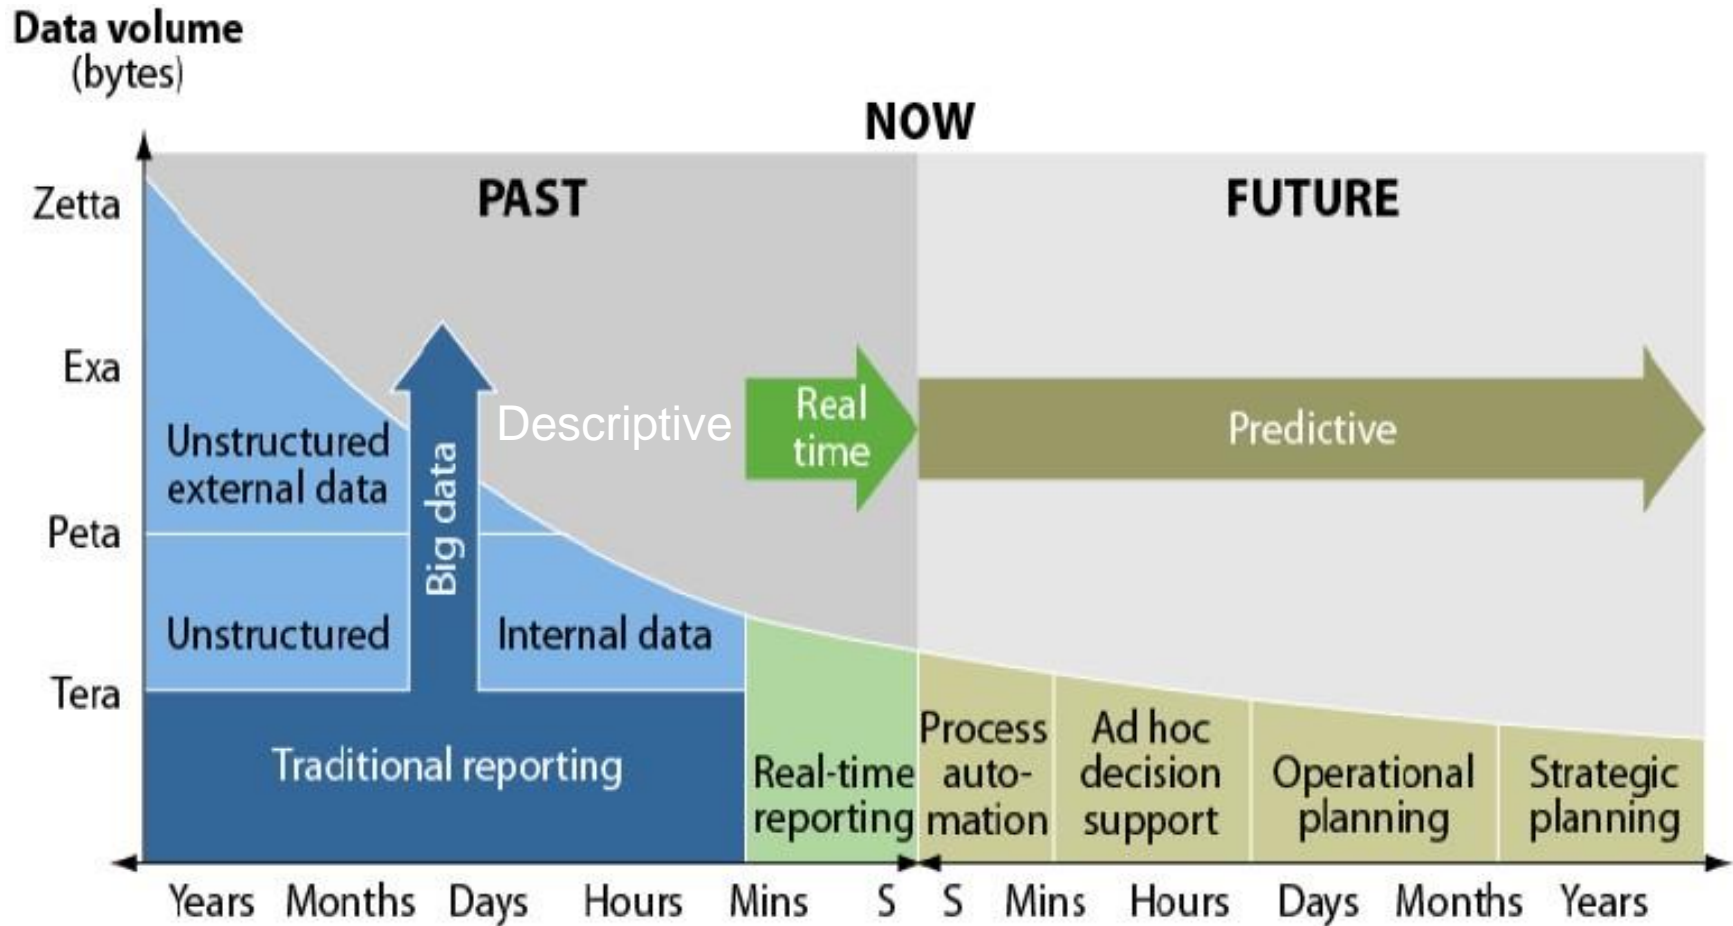 Data volume
(bytes)
NOW
PAST
FUTURE
Zetta
Exa
Peta
Tera
Unstructured
external data
Big data
Descriptive
Real
time
Predictive
Unstructured
Internal data
Traditional reporting
Real-time
reporting
Process
auto-
mation
Ad hoc
decision
support
Operational
planning
Strategic
planning
Years Months Days Hours Mins S S Mins Hours Days Months Years